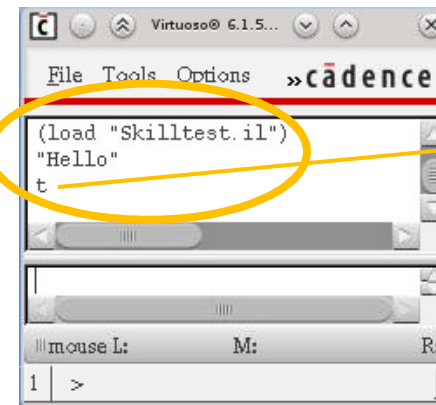 Virtuoso® 6.1.5...
File Tools Options »cādence
(load "Skilltest.il")
"Hello"
t
mouse L: M: R
1 >